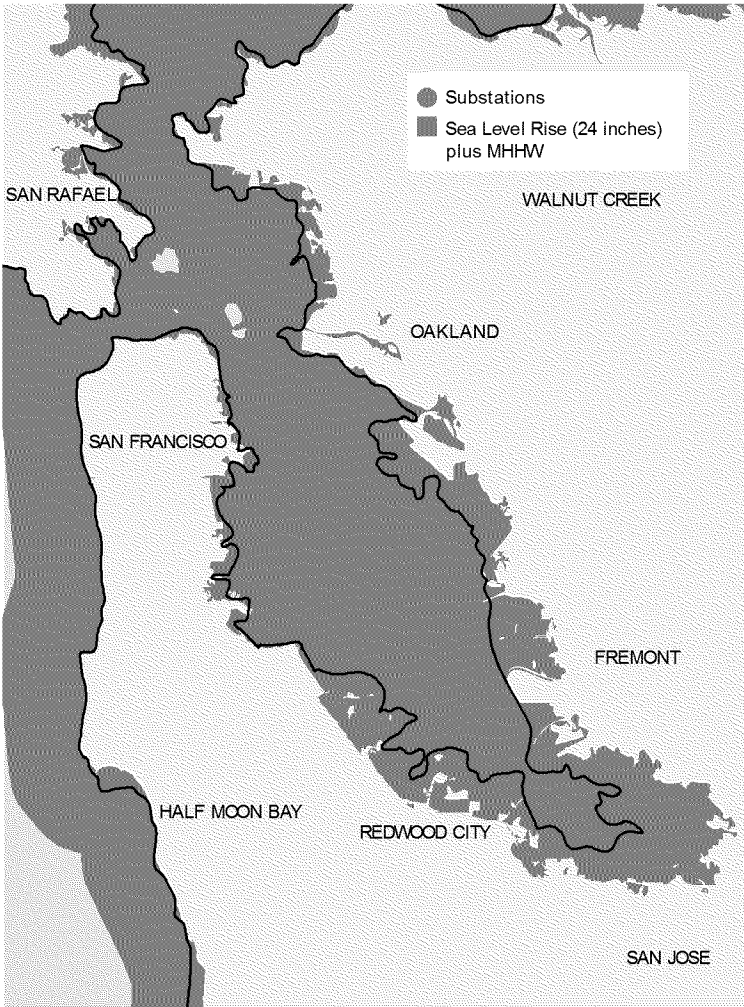 Substations
Sea Level Rise (24 inches)
plus MHHW
SAN RAFAEL
WALNUT CREEK
OAKLAND
SAN FRANCISCO
FREMONT
HALF MOON BAY
REDWOOD CITY
SAN JOSE